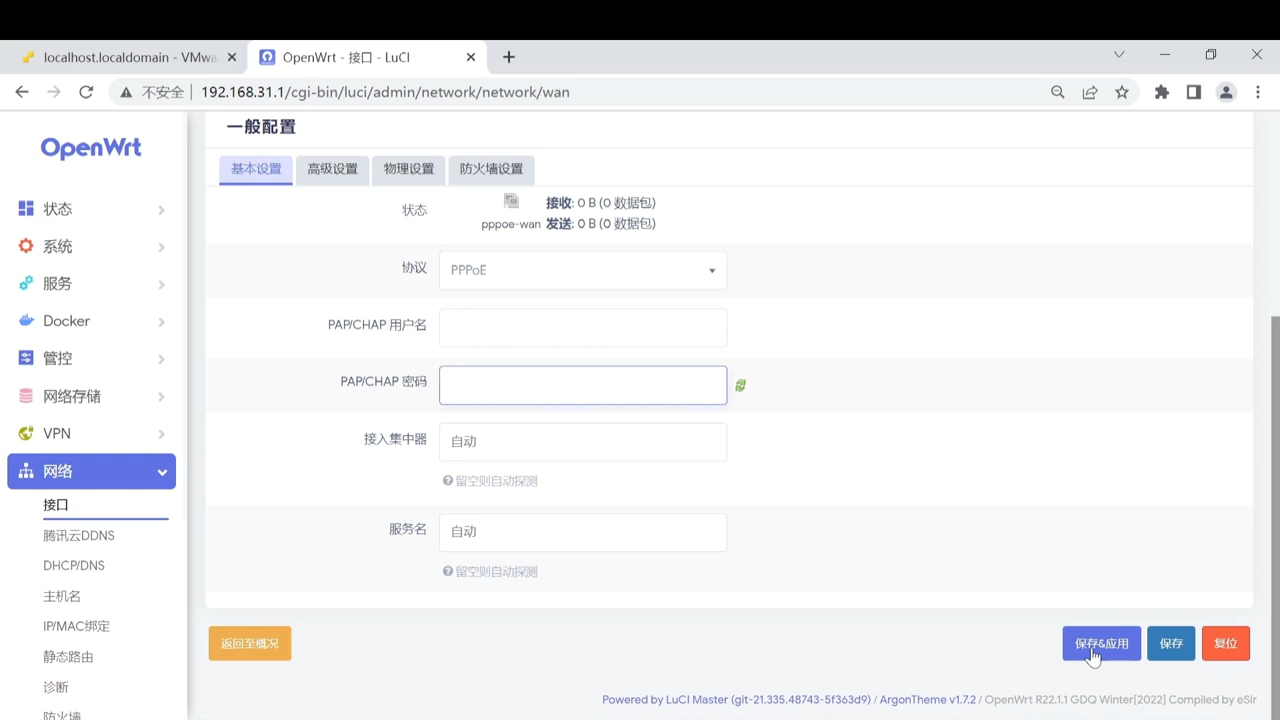 localhost.localdomain - VMwa
OpenWrt - 接口 - LuCI
不安全
192.168.31.1/cgi-bin/luci/admin/network/network/wan
OpenWrt
状态
系统
服务
Docker
管控
网络存储
VPN
网络
接口
腾讯云DDNS
DHCP/DNS
主机名
IP/MAC绑定
静态路由
诊断
防火墙
一般配置
基本设置 高级设置 物理设置 防火墙设置
状态
接收: 0 B (0 数据包)
pppoe-wan 发送: 0 B (0 数据包)
协议 PPPoE
PAP/CHAP 用户名
PAP/CHAP 密码
接入集中器 自动
留空则自动探测
服务名 自动
留空则自动探测
返回至概况 保存&应用 保存 复位
Powered by LuCI Master (git-21.335.48743-5f363d9) / ArgonTheme v1.7.2 / OpenWrt R22.1.1 GDQ Winter[2022] Compiled by eSir